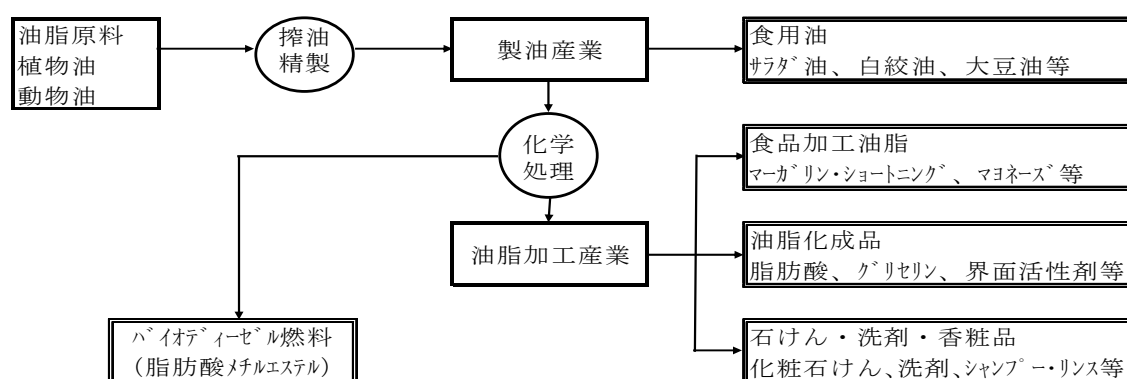 油脂原料
植物油
動物油
搾油
精製
製油産業
食用油
ｻﾗﾀﾞ油、白絞油、大豆油等
化学
処理
食品加工油脂
ﾏｰｶﾞﾘﾝ・ｼｮｰﾄﾆﾝｸﾞ、ﾏﾖﾈｰｽﾞ等
油脂加工産業
油脂化成品
脂肪酸、ｸﾞﾘｾﾘﾝ、界面活性剤等
ﾊﾞｲｵﾃﾞｨｰｾﾞﾙ燃料
(脂肪酸ﾒﾁﾙｴｽﾃﾙ)
石けん・洗剤・香粧品
化粧石けん、洗剤、ｼｬﾝﾌﾟｰ・ﾘﾝｽ等